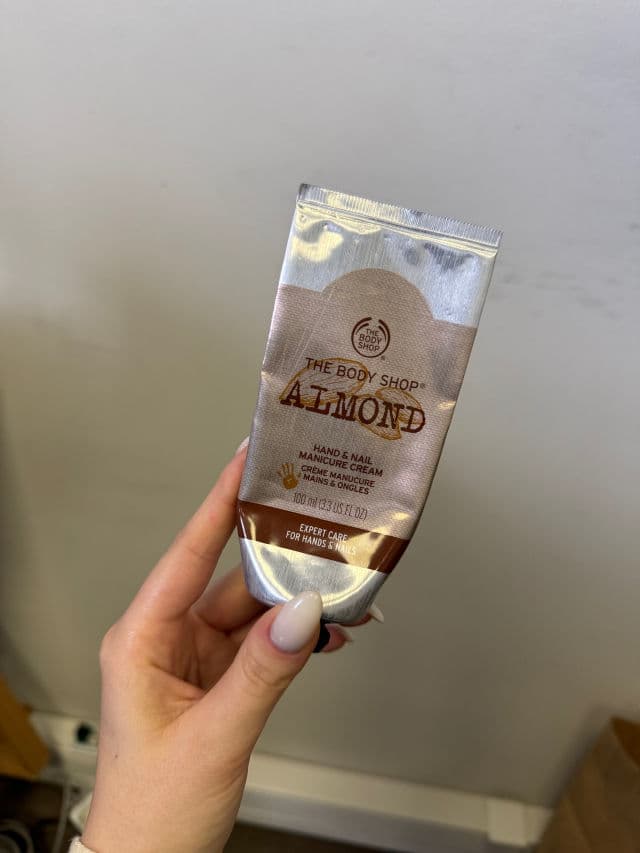 THE
BODY
SHOP
®
THE BODY SHOP®
ALMOND
HAND & NAIL
MANICURE CREAM
CRÈME MANUCURE
MAINS & ONGLES
100 ml (3.3 US FL OZ)
EXPERT CARE
FOR HANDS & NAILS